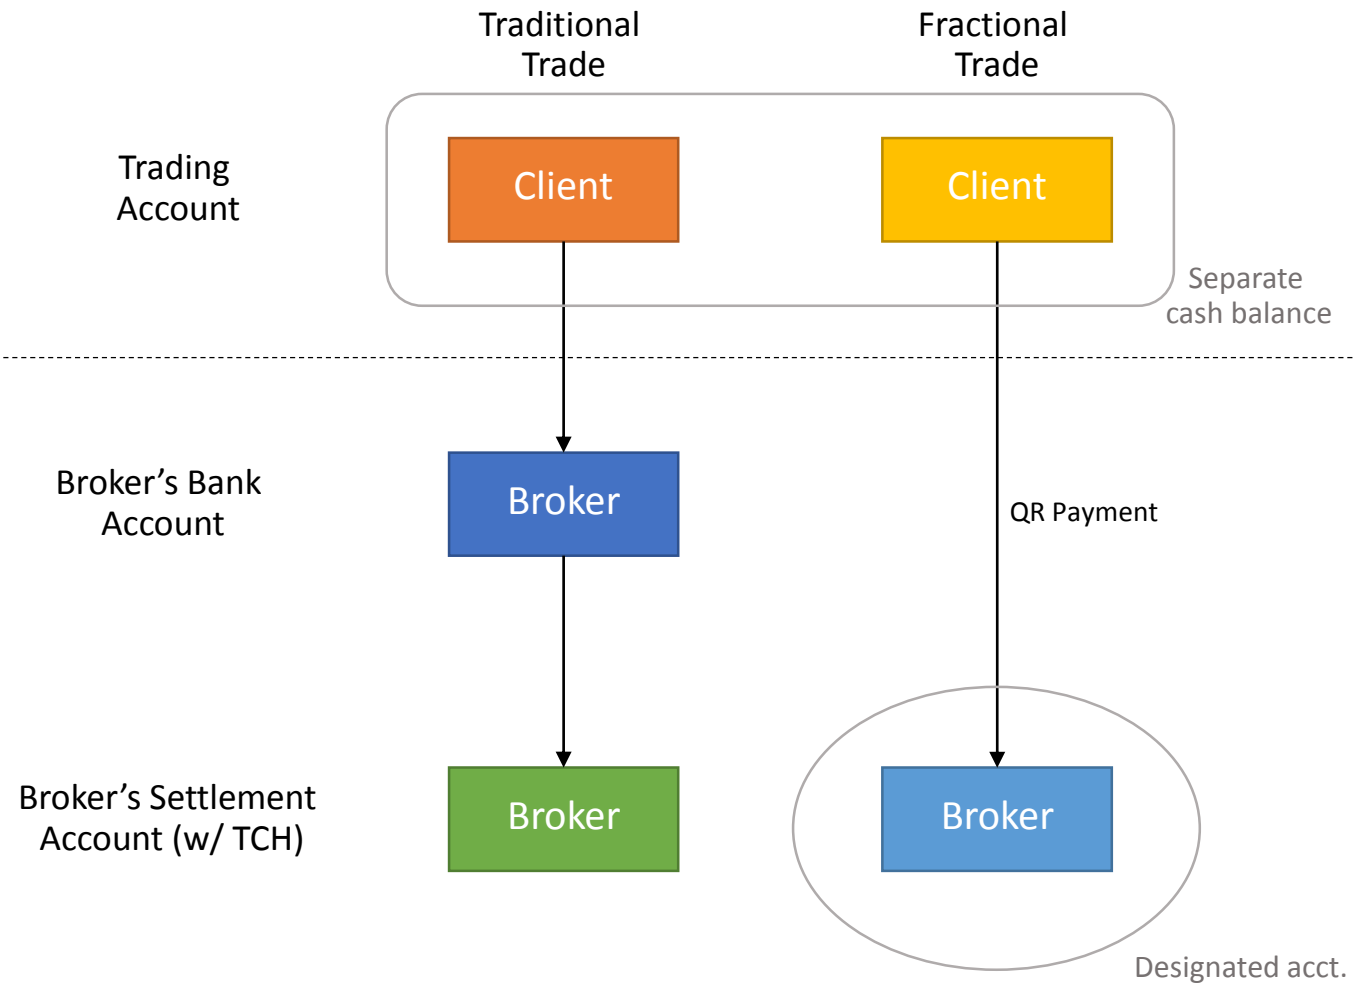 Traditional
Trade
Fractional
Trade
Trading
Account
Client
Client
Separate
cash balance
Broker’s Bank
Account
Broker
QR Payment
Broker’s Settlement
Account (w/ TCH)
Broker
Broker
Designated acct.